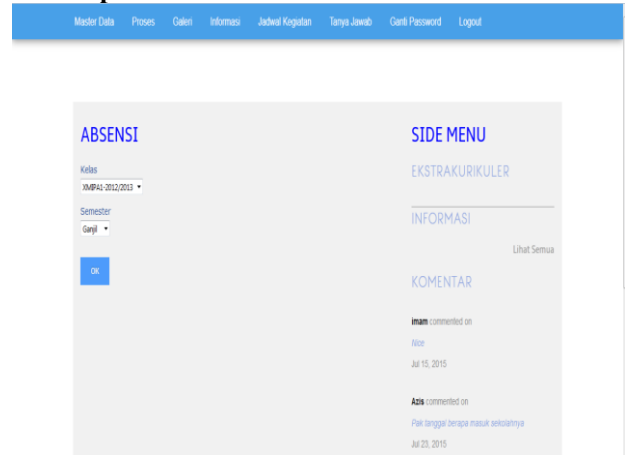 Master Data Proses Galeri Informasi Jadwal Kegiatan Tanya Jawab Ganti Password Logout
ABSENSI
Kelas
XMIPA1-2012/2013
Semester
Ganjil
OK
SIDE MENU
EKSTRAKURIKULER
INFORMASI
Lihat Semua
KOMENTAR
imam commented on
Nice
Jul 15, 2015
Azis commented on
Pak tanggal berapa masuk sekolahnya
Jul 23, 2015